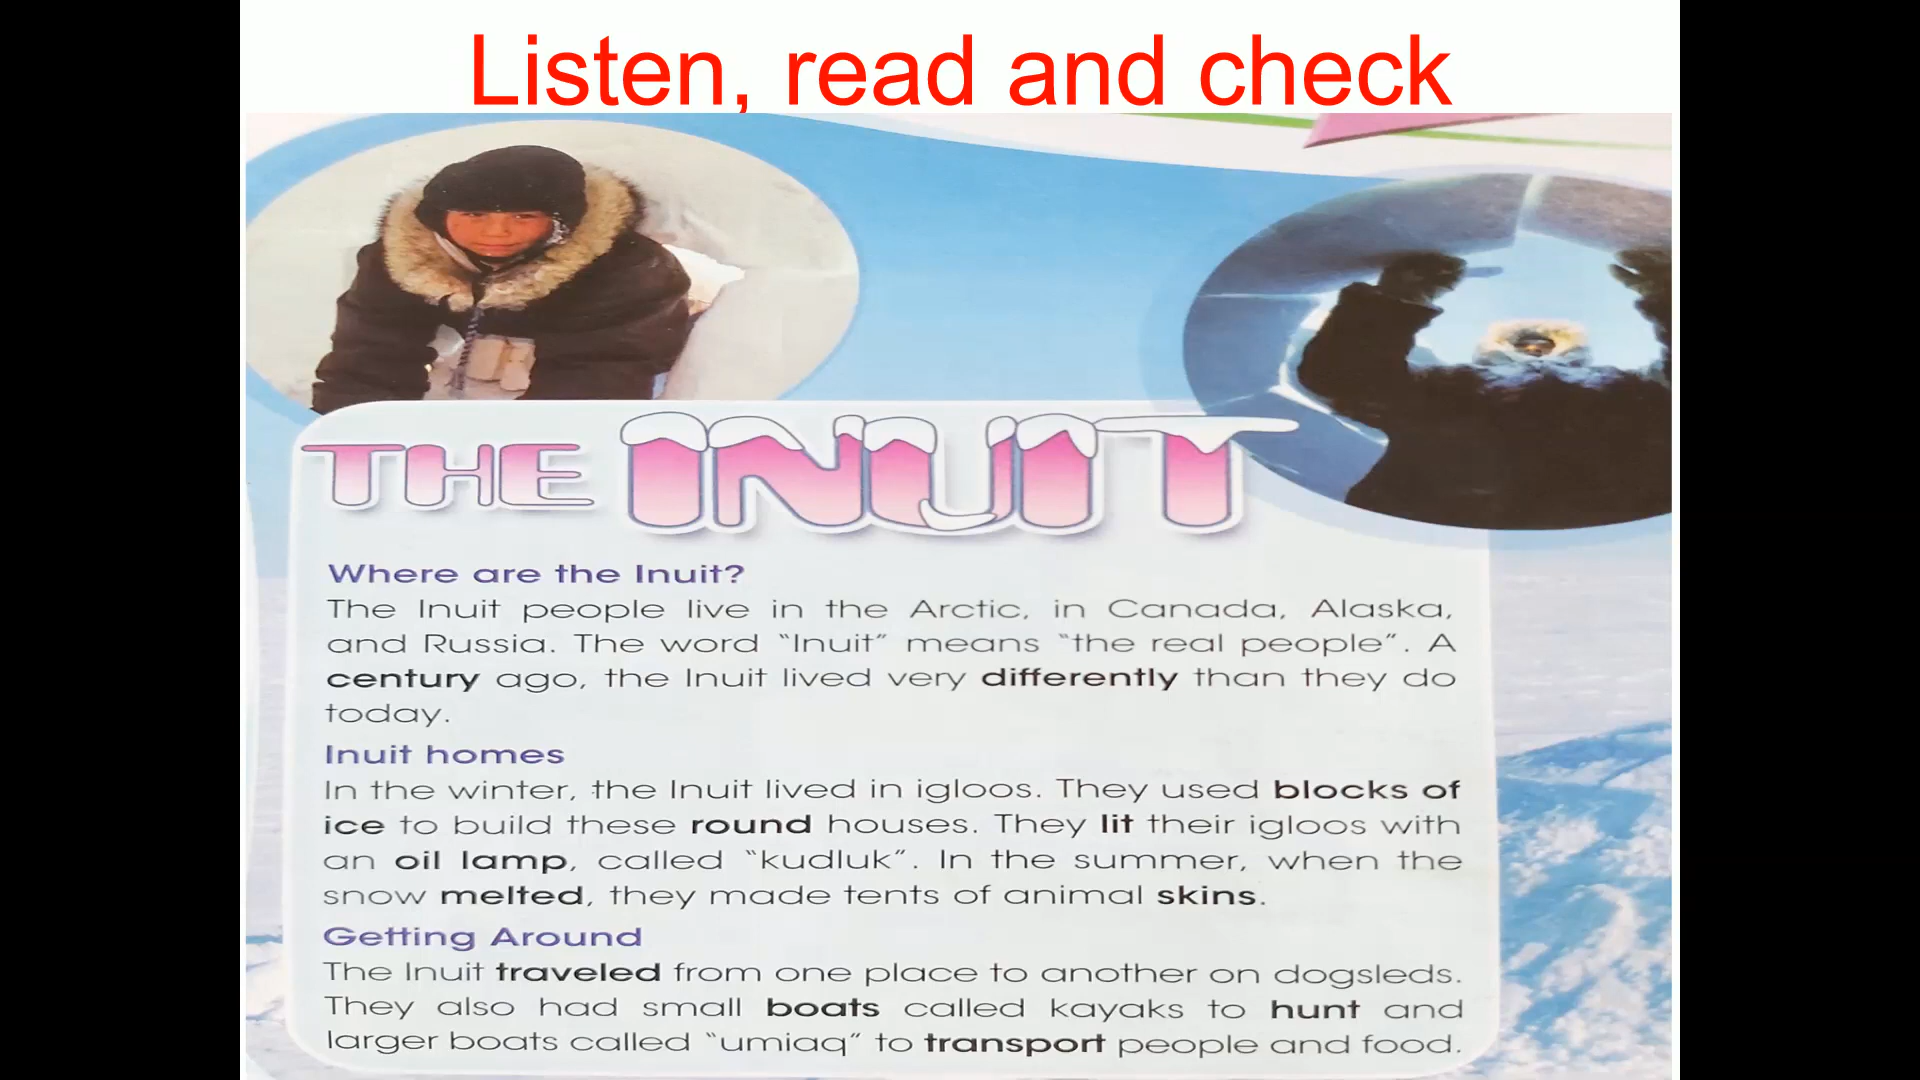 Listen, read and check
THE INUIT
Where are the Inuit?
The Inuit people live in the Arctic, in Canada, Alaska,
and Russia. The word “Inuit” means “the real people”. A
century ago, the Inuit lived very differently than they do
today.
Inuit homes
In the winter, the Inuit lived in igloos. They used blocks of
ice to build these round houses. They lit their igloos with
an oil lamp, called “kudluk”. In the summer, when the
snow melted, they made tents of animal skins.
Getting Around
The Inuit traveled from one place to another on dogsleds.
They also had small boats called kayaks to hunt and
larger boats called “umiaq” to transport people and food.